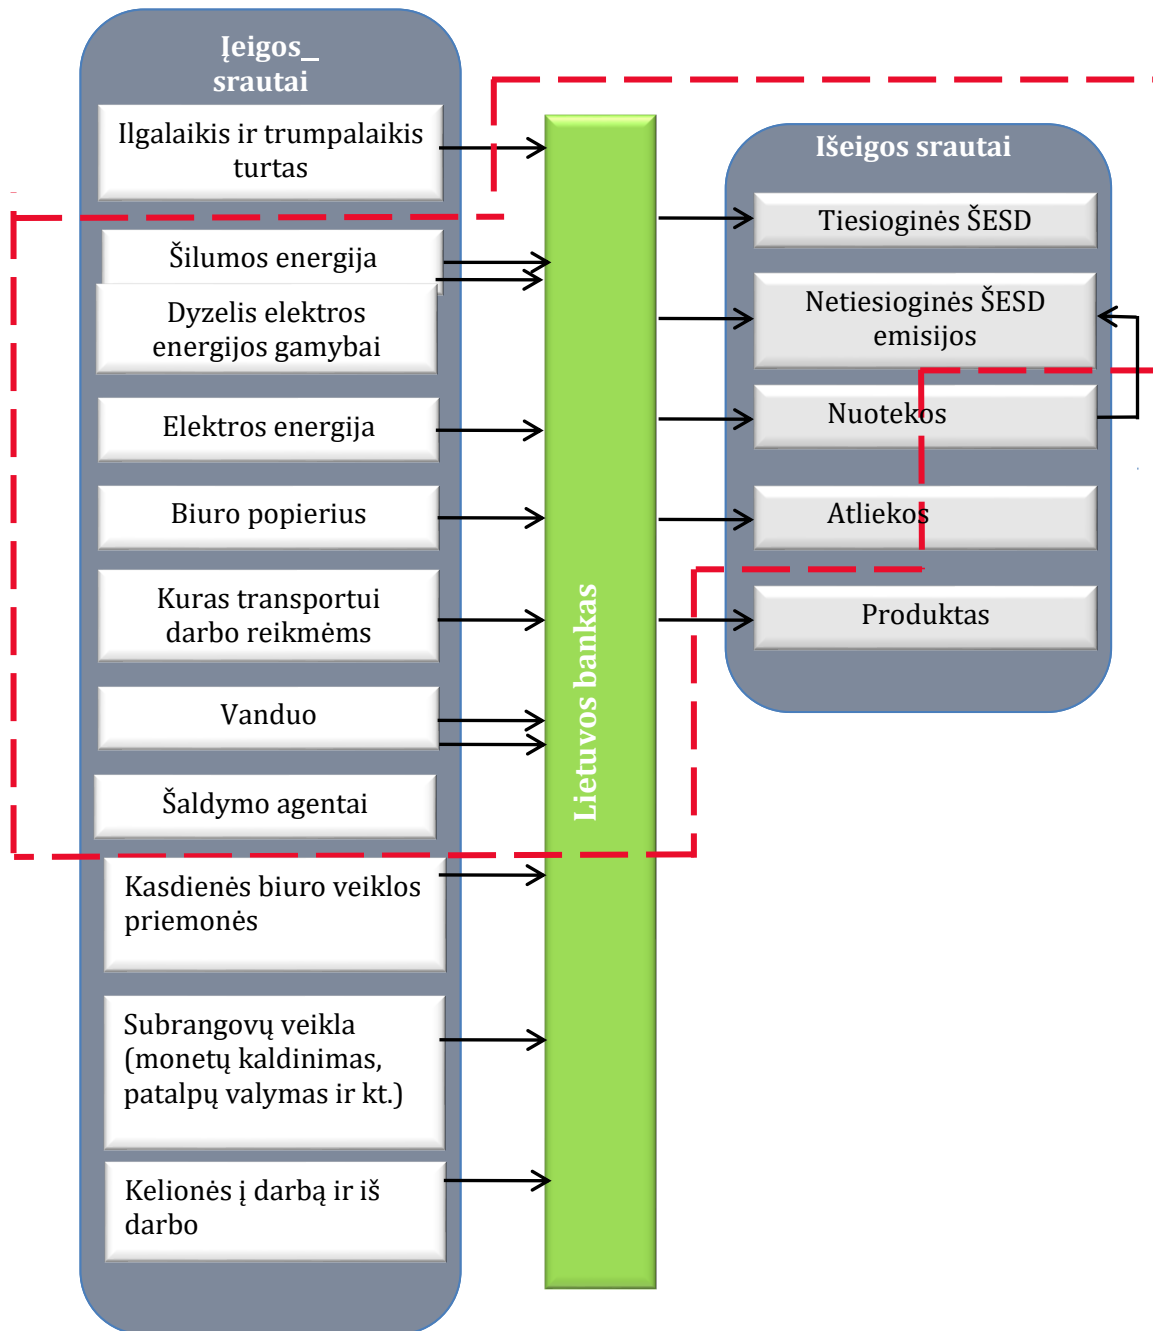 Įeigos_
srautai
Ilgalaikis ir trumpalaikis
turtas
Šilumos energija
Dyzelis elektros
energijos gamybai
Elektros energija
Biuro popierius
Kuras transportui
darbo reikmėms
Vanduo
Šaldymo agentai
Kasdienės biuro veiklos
priemonės
Subrangovų veikla
(monetų kaldinimas,
patalpų valymas ir kt.)
Kelionės į darbą ir iš
darbo
Lietuvos bankas
Išeigos srautai
Tiesioginės ŠESD
Netiesioginės ŠESD
emisijos
Nuotekos
Atliekos
Produktas